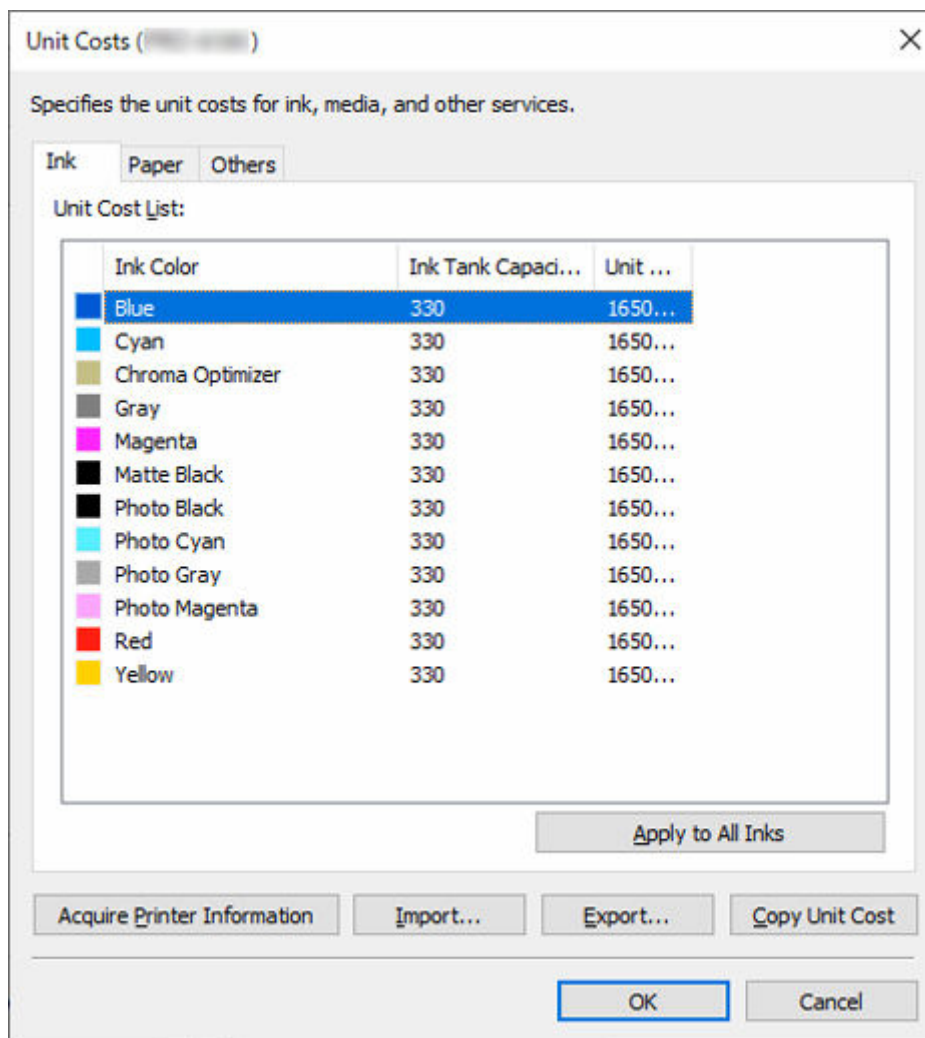 Unit Costs ( )
Specifies the unit costs for ink, media, and other services.
Ink Paper Others
Unit Cost List:
Ink Color Ink Tank Capaci... Unit ...
Blue 330 1650...
Cyan 330 1650...
Chroma Optimizer 330 1650...
Gray 330 1650...
Magenta 330 1650...
Matte Black 330 1650...
Photo Black 330 1650...
Photo Cyan 330 1650...
Photo Gray 330 1650...
Photo Magenta 330 1650...
Red 330 1650...
Yellow 330 1650...
Apply to All Inks
Acquire Printer Information Import... Export... Copy Unit Cost
OK Cancel